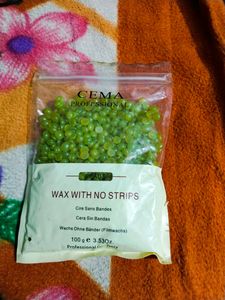 CEMA
PROFESSIONAL
WAX WITH NO STRIPS
Cire Sans Bandes
Cera Sin Bandas
Wachs Ohne Bänder (Filmwachs)
100 g ℮ 3.53Oz.
Professional